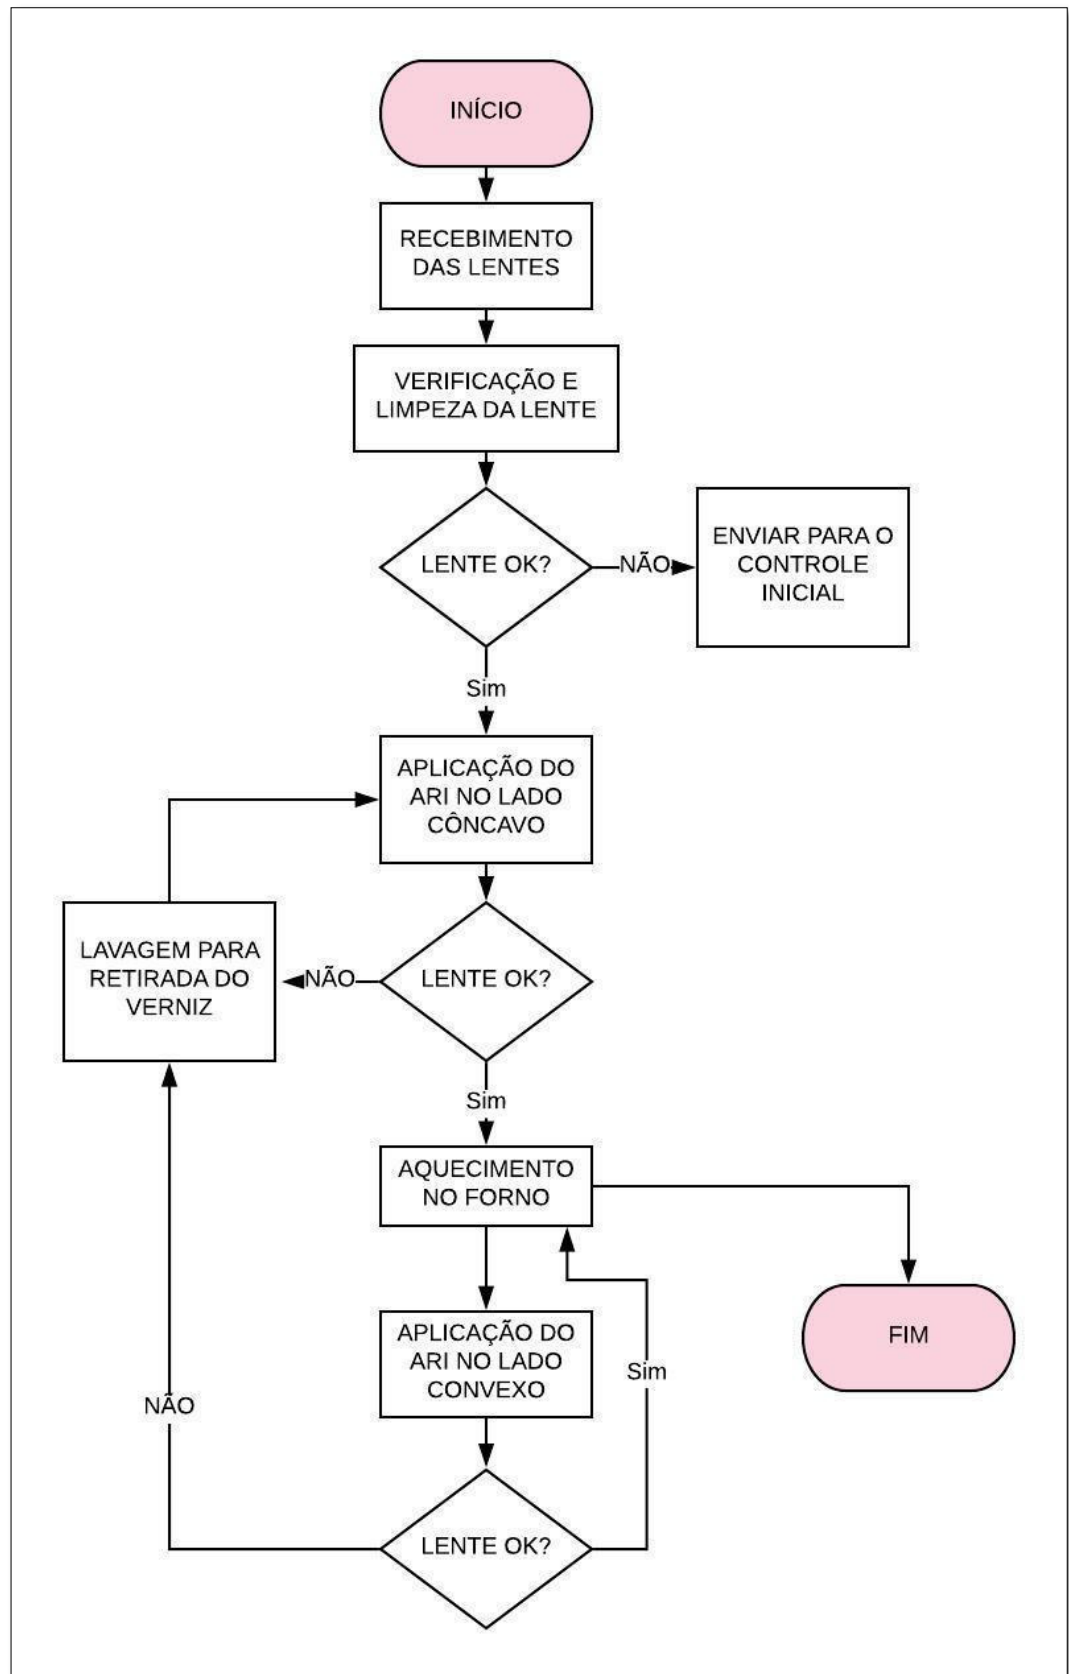 INÍCIO
RECEBIMENTO
DAS LENTES
VERIFICAÇÃO E
LIMPEZA DA LENTE
LENTE OK?
NÃO
ENVIAR PARA O
CONTROLE
INICIAL
Sim
APLICAÇÃO DO
ARI NO LADO
CÔNCAVO
LENTE OK?
NÃO
LAVAGEM PARA
RETIRADA DO
VERNIZ
Sim
AQUECIMENTO
NO FORNO
FIM
APLICAÇÃO DO
ARI NO LADO
CONVEXO
Sim
NÃO
LENTE OK?